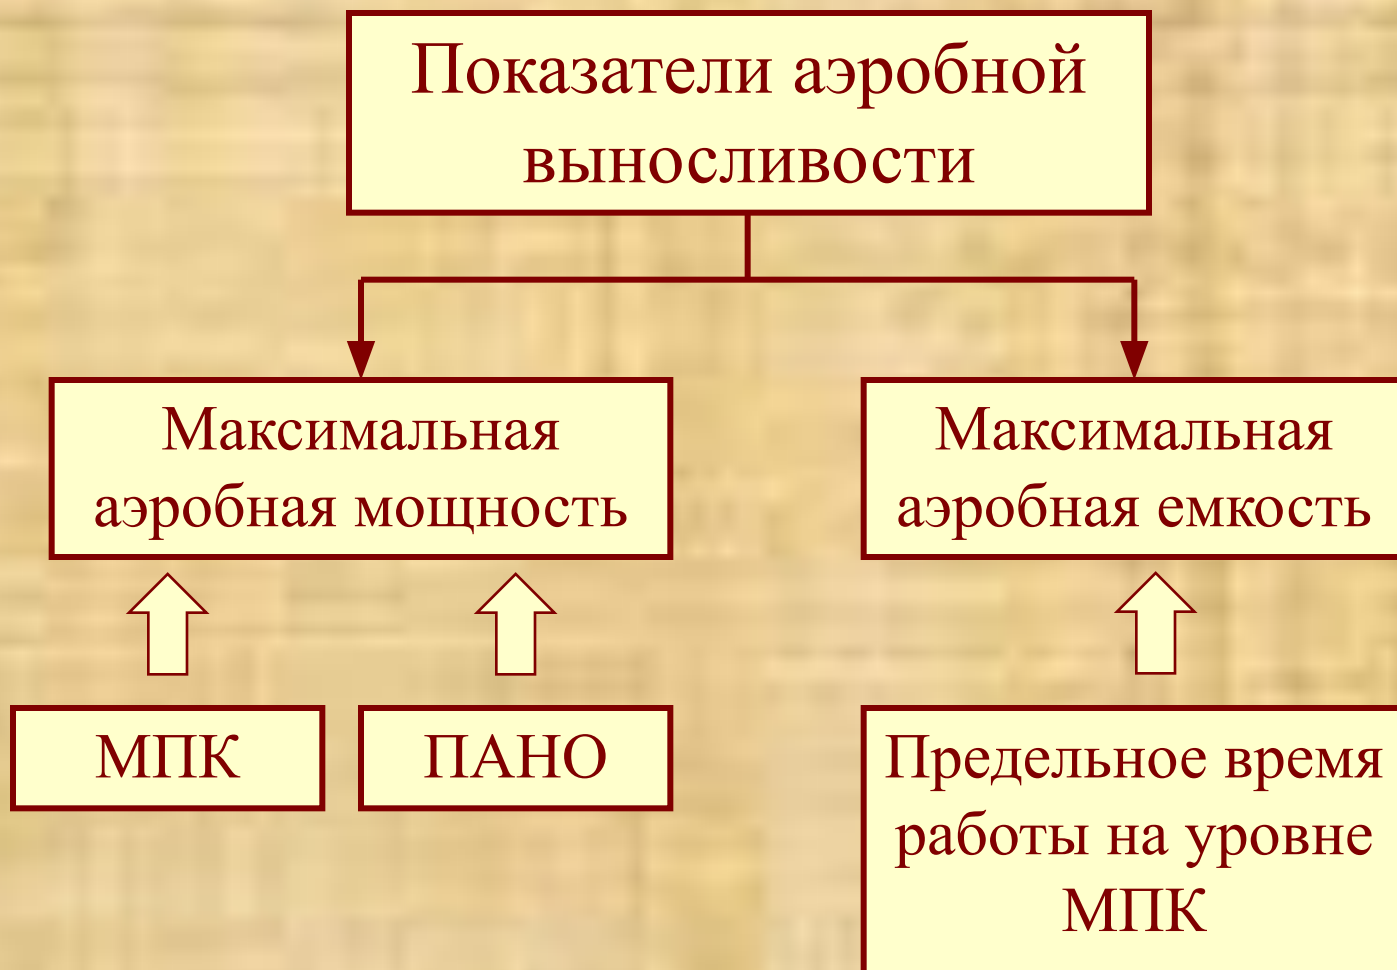 Показатели аэробной
выносливости
Максимальная
аэробная мощность
Максимальная
аэробная емкость
МПК
ПАНО
Предельное время
работы на уровне
МПК